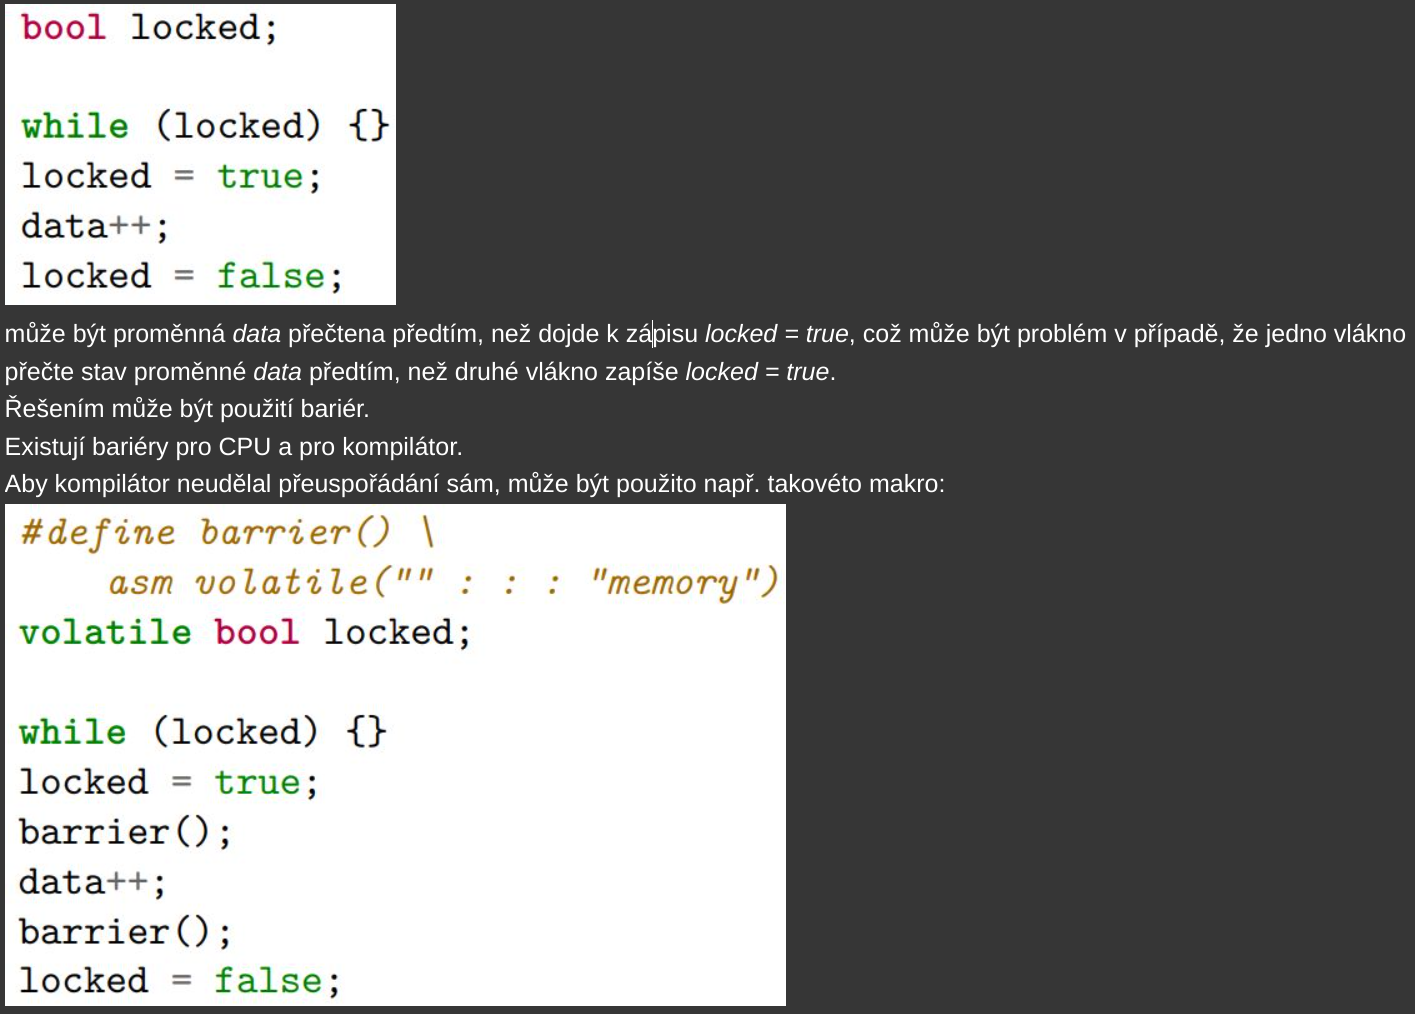 bool locked;
while (locked) {}
locked = true;
data++;
locked = false;
může být proměnná data přečtena předtím, než dojde k zápisu locked = true, což může být problém v případě, že jedno vlákno
přečte stav proměnné data předtím, než druhé vlákno zapíše locked = true.
Řešením může být použití bariér.
Existují bariéry pro CPU a pro kompilátor.
Aby kompilátor neudělal přeuspořádání sám, může být použito např. takovéto makro:
#define barrier() \
asm volatile("" : : : "memory")
volatile bool locked;
while (locked) {}
locked = true;
barrier();
data++;
barrier();
locked = false;